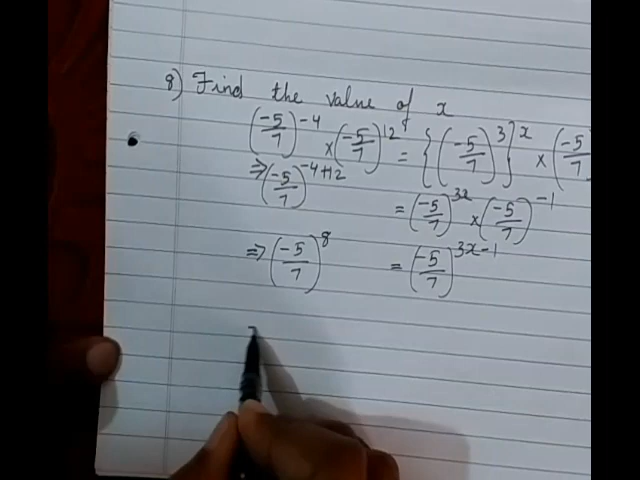 8) Find the value of x
(-5/7)^-4 × (-5/7)^12 = {(-5/7)^3}^x × (-5/7)
⇒ (-5/7)^-4+12 = (-5/7)^3x × (-5/7)^-1
⇒ (-5/7)^8 = (-5/7)^3x-1